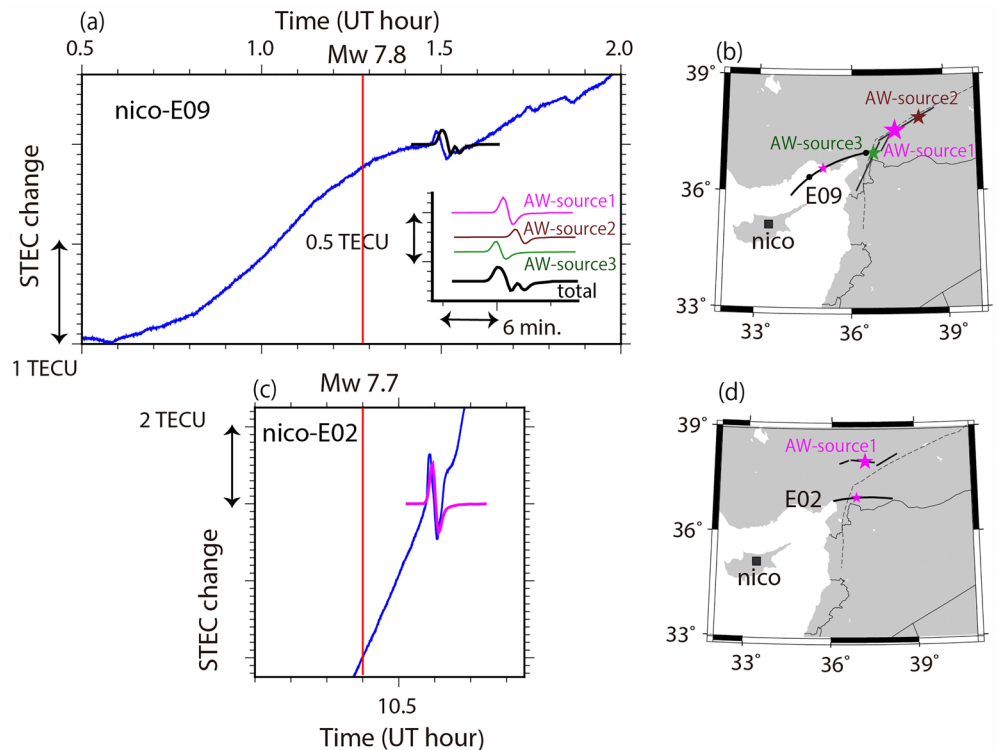 (a)
Time (UT hour)
0.5 1.0 1.5 2.0
Mw 7.8
nico-E09
STEC change
1 TECU
0.5 TECU
AW-source1
AW-source2
AW-source3
total
6 min.
(b)
39°
36°
33°
AW-source2
AW-source3
AW-source1
E09
nico
33° 36° 39°
(c)
Mw 7.7
2 TECU
nico-E02
STEC change
10.5
Time (UT hour)
(d)
39°
36°
33°
AW-source1
E02
nico
33° 36° 39°